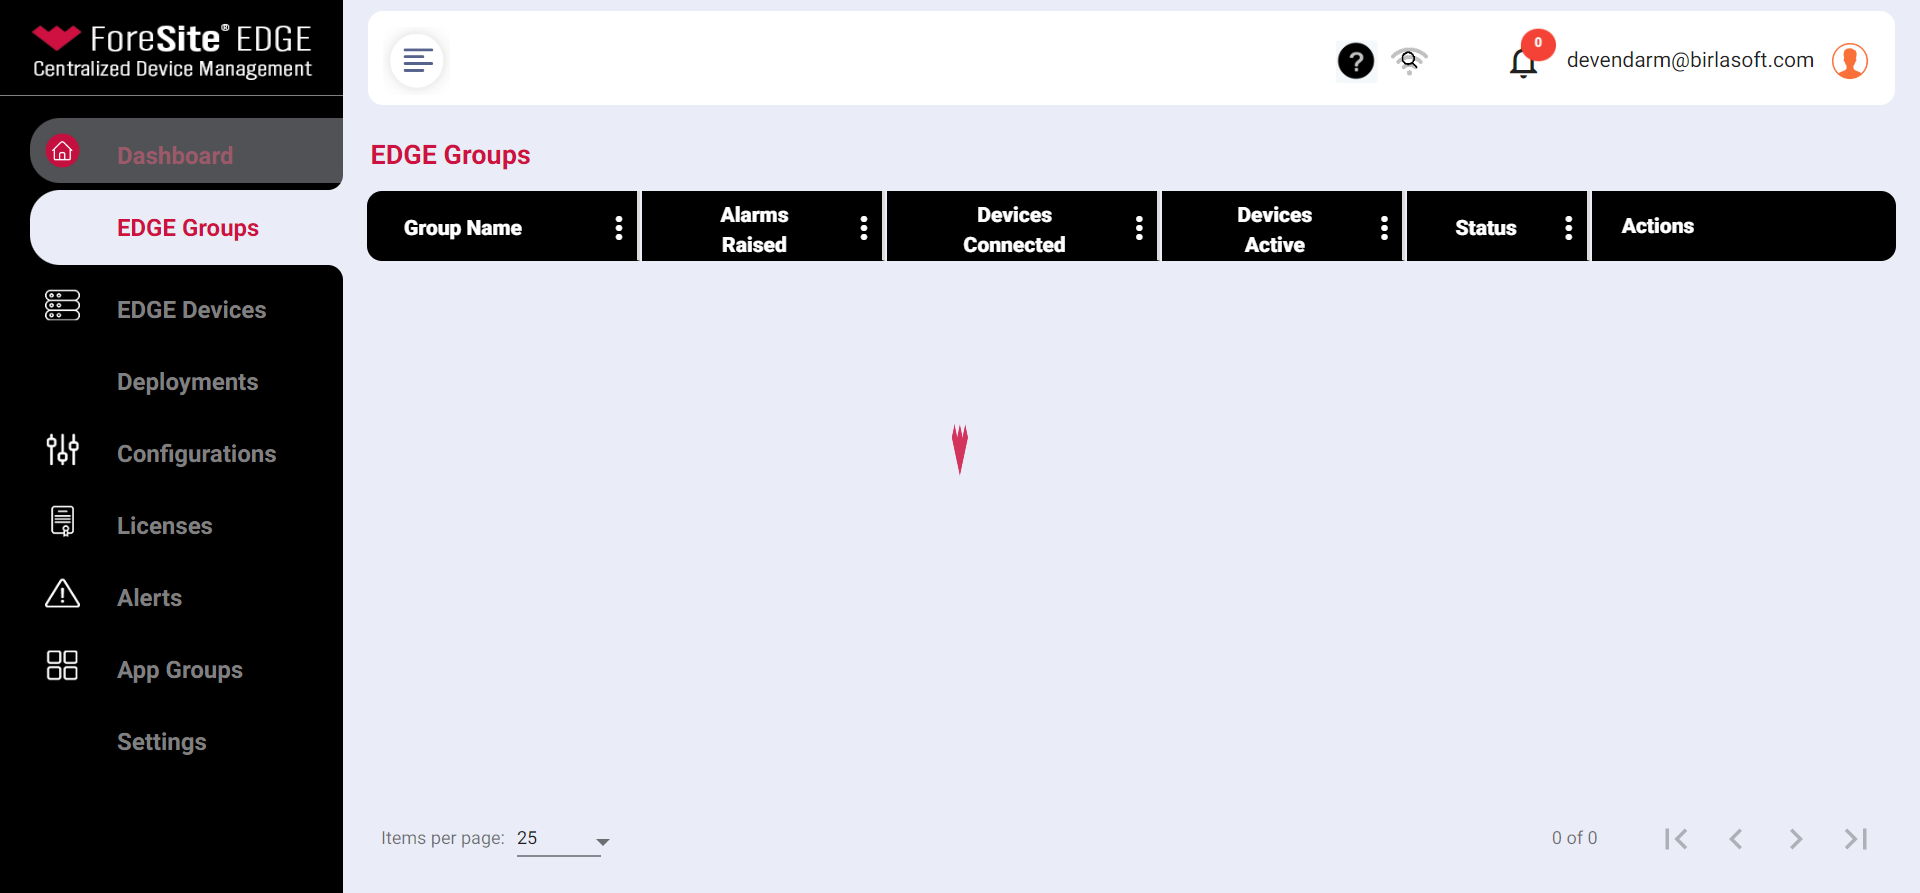 ForeSite® EDGE
Centralized Device Management
0
devendarm@birlasoft.com
Dashboard
EDGE Groups
EDGE Devices
Deployments
Configurations
Licenses
Alerts
App Groups
Settings
EDGE Groups
Group Name
Alarms
Raised
Devices
Connected
Devices
Active
Status
Actions
Items per page: 25
0 of 0